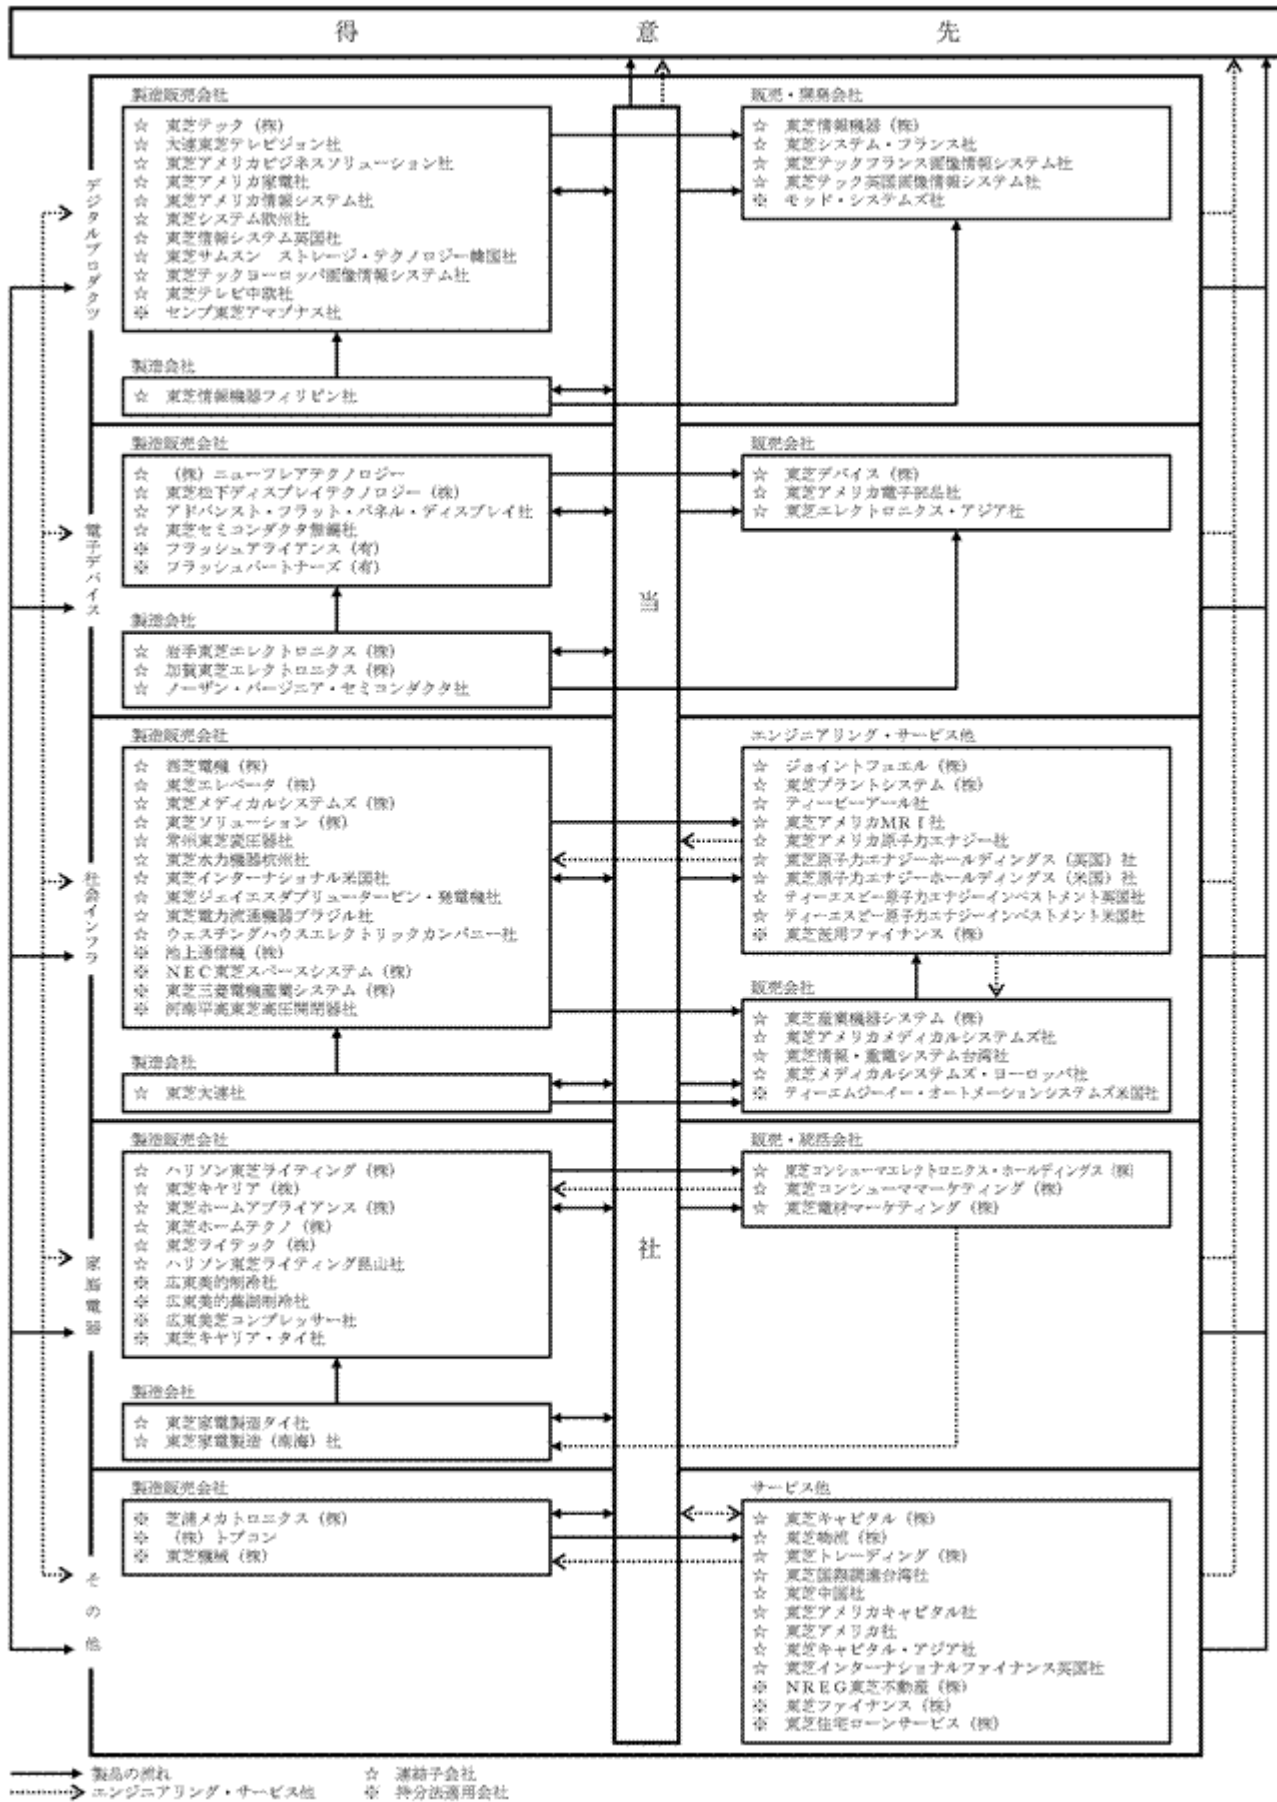 得意先
デジタルプロダクツ
製造販売会社
☆ 東芝テック（株）
☆ 大連東芝テレビジョン社
☆ 東芝アメリカビジネスソリューション社
☆ 東芝アメリカ家電社
☆ 東芝アメリカ情報システム社
☆ 東芝システム欧州社
☆ 東芝情報システム英国社
☆ 東芝サムスン ストレージ・テクノロジー韓国社
☆ 東芝テックヨーロッパ画像情報システム社
☆ 東芝テレビ中欧社
※ センプ東芝アマゾナス社
製造会社
☆ 東芝情報機器フィリピン社
販売・開発会社
☆ 東芝情報機器（株）
☆ 東芝システム・フランス社
☆ 東芝テックフランス画像情報システム社
☆ 東芝テック英国画像情報システム社
※ モッド・システムズ社
電子デバイス
製造販売会社
☆ （株）ニューフレアテクノロジー
☆ 東芝松下ディスプレイテクノロジー（株）
☆ アドバンスト・フラット・パネル・ディスプレイ社
☆ 東芝セミコンダクタ無錫社
※ フラッシュアライアンス（有）
※ フラッシュパートナーズ（有）
製造会社
☆ 岩手東芝エレクトロニクス（株）
☆ 加賀東芝エレクトロニクス（株）
☆ ノーザン・バージニア・セミコンダクタ社
販売会社
☆ 東芝デバイス（株）
☆ 東芝アメリカ電子部品社
☆ 東芝エレクトロニクス・アジア社
当社
社会インフラ
製造販売会社
☆ 西芝電機（株）
☆ 東芝エレベータ（株）
☆ 東芝メディカルシステムズ（株）
☆ 東芝ソリューション（株）
☆ 常州東芝変圧器社
☆ 東芝水力機器杭州社
☆ 東芝インターナショナル米国社
☆ 東芝ジェイエスダブリュータービン・発電機社
☆ 東芝電力流通機器ブラジル社
☆ ウェスチングハウスエレクトリックカンパニー社
※ 池上通信機（株）
※ ＮＥＣ東芝スペースシステム（株）
※ 東芝三菱電機産業システム（株）
※ 河南平高東芝高圧開閉器社
製造会社
☆ 東芝大連社
エンジニアリング・サービス他
☆ ジョイントフュエル（株）
☆ 東芝プラントシステム（株）
☆ ティーピーアール社
☆ 東芝アメリカＭＲＩ社
☆ 東芝アメリカ原子力エナジー社
☆ 東芝原子力エナジーホールディングス（英国）社
☆ 東芝原子力エナジーホールディングス（米国）社
☆ ティーエスビー原子力エナジーインベストメント英国社
☆ ティーエスビー原子力エナジーインベストメント米国社
※ 東芝医用ファイナンス（株）
販売会社
☆ 東芝産業機器システム（株）
☆ 東芝アメリカメディカルシステムズ社
☆ 東芝情報・重電システム台湾社
☆ 東芝メディカルシステムズ・ヨーロッパ社
※ ティーエムジーイー・オートメーションシステムズ米国社
家庭電器
製造販売会社
☆ ハリソン東芝ライティング（株）
☆ 東芝キヤリア（株）
☆ 東芝ホームアプライアンス（株）
☆ 東芝ホームテクノ（株）
☆ 東芝ライテック（株）
☆ ハリソン東芝ライティング昆山社
※ 広東美的制冷社
※ 広東美的蕪湖制冷社
※ 広東美芝コンプレッサー社
※ 東芝キヤリア・タイ社
製造会社
☆ 東芝家電製造タイ社
☆ 東芝家電製造（南海）社
販売・統括会社
☆ 東芝コンシューマエレクトロニクス・ホールディングス（株）
☆ 東芝コンシューママーケティング（株）
☆ 東芝電材マーケティング（株）
その他
製造販売会社
※ 芝浦メカトロニクス（株）
※ （株）トプコン
※ 東芝機械（株）
サービス他
☆ 東芝キャピタル（株）
☆ 東芝物流（株）
☆ 東芝トレーディング（株）
☆ 東芝国際調達台湾社
☆ 東芝中国社
☆ 東芝アメリカキャピタル社
☆ 東芝アメリカ社
☆ 東芝キャピタル・アジア社
☆ 東芝インターナショナルファイナンス英国社
※ ＮＲＥＧ東芝不動産（株）
※ 東芝ファイナンス（株）
※ 東芝住宅ローンサービス（株）
製品の流れ
☆ 連結子会社
エンジニアリング・サービス他
※ 持分法適用会社